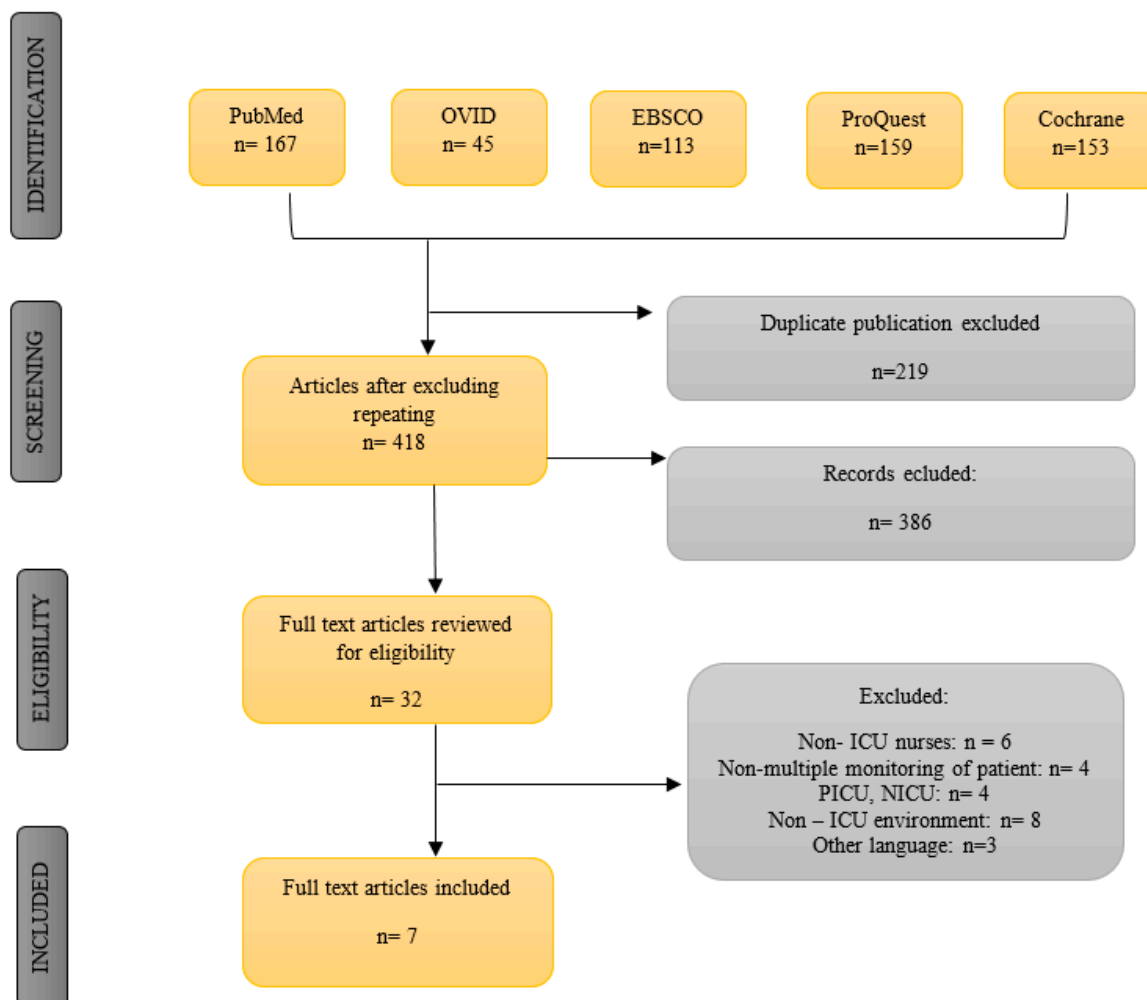 IDENTIFICATION
PubMed
n= 167
OVID
n= 45
EBSCO
n=113
ProQuest
n=159
Cochrane
n=153
SCREENING
Duplicate publication excluded
n=219
Articles after excluding
repeating
n= 418
Records ecluded:
n= 386
ELIGIBILITY
Full text articles reviewed
for eligibility
n= 32
Excluded:
Non- ICU nurses: n = 6
Non-multiple monitoring of patient: n= 4
PICU, NICU: n= 4
Non – ICU environment: n= 8
Other language: n=3
INCLUDED
Full text articles included
n= 7